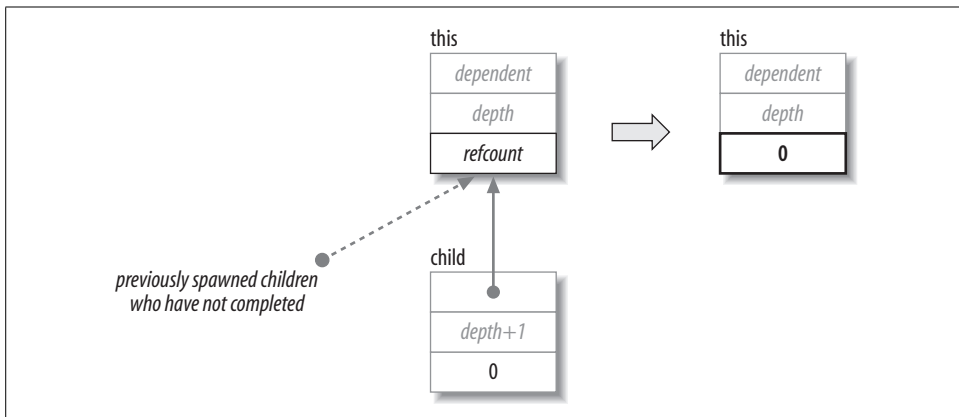 this
dependent
depth
refcount
this
dependent
depth
0
previously spawned children
who have not completed
child
depth+1
0